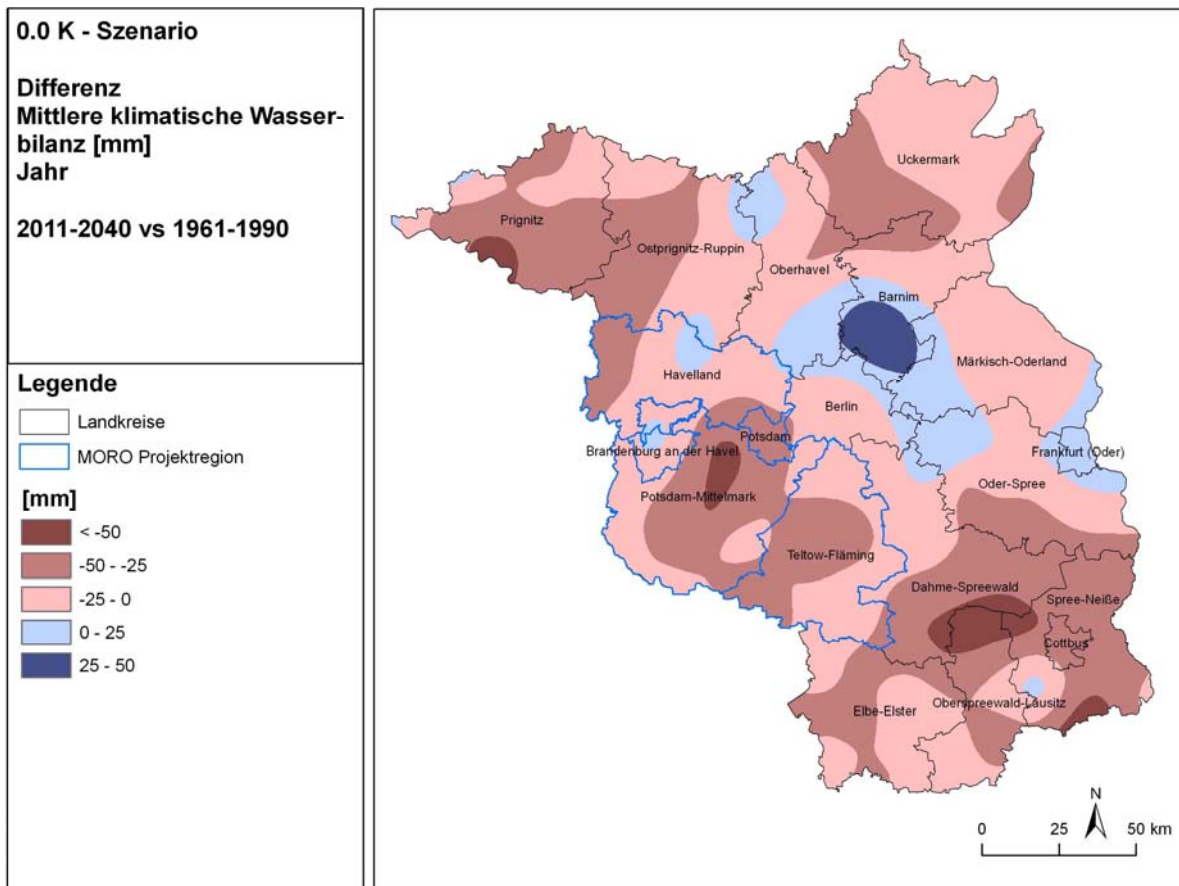 0.0 K - Szenario
Differenz
Mittlere klimatische Wasser-
bilanz [mm]
Jahr
2011-2040 vs 1961-1990
Legende
Landkreise
MORO Projektregion
[mm]
< -50
-50 - -25
-25 - 0
0 - 25
25 - 50
Uckermark
Prignitz
Ostprignitz-Ruppin
Oberhavel
Barnim
Märkisch-Oderland
Havelland
Berlin
Potsdam
Brandenburg an der Havel
Frankfurt (Oder)
Oder-Spree
Potsdam-Mittelmark
Teltow-Fläming
Dahme-Spreewald
Spree-Neiße
Cottbus
Oberspreewald-Lausitz
Elbe-Elster
N
0 25 50 km